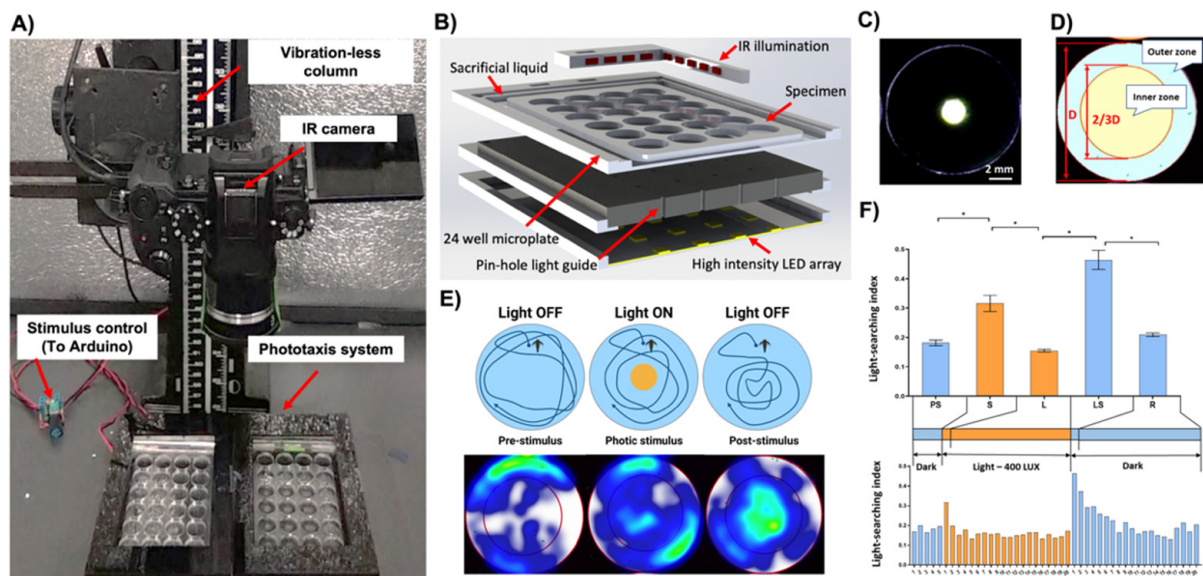 A)
Vibration-less
column
IR camera
Stimulus control
(To Arduino)
Phototaxis system
B)
IR illumination
Sacrificial liquid
Specimen
24 well microplate
Pin-hole light guide
High intensity LED array
C)
2 mm
D)
Outer zone
Inner zone
D
2/3D
E)
Light OFF
Light ON
Light OFF
Pre-stimulus
Photic stimulus
Post-stimulus
F)
Light-searching index
0.5
0.4
0.3
0.2
0.1
0.0
* * * *
PS S L LS R
Dark
Light – 400 LUX
Dark
Light-searching index
0.5
0.4
0.3
0.2
0.1
0.0